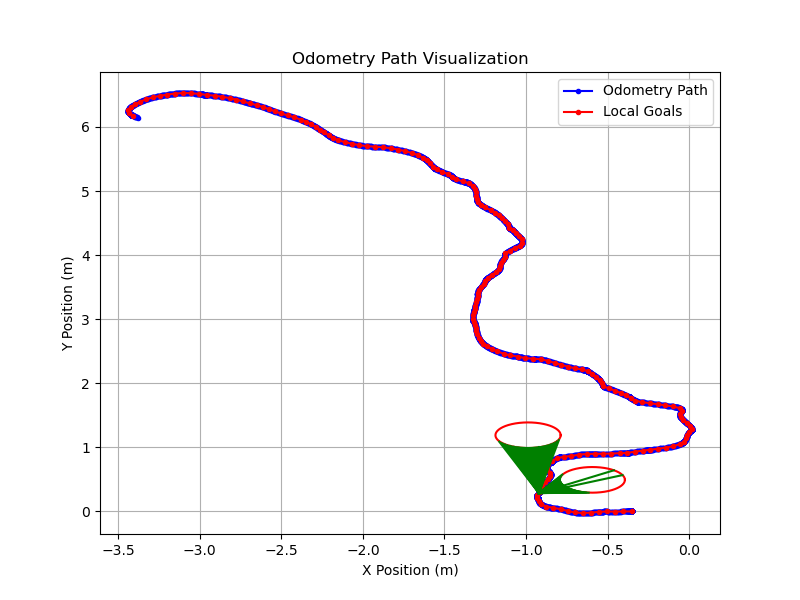 Odometry Path Visualization
Odometry Path
Local Goals
Y Position (m)
6
5
4
3
2
1
0
−3.5 −3.0 −2.5 −2.0 −1.5 −1.0 −0.5 0.0
X Position (m)